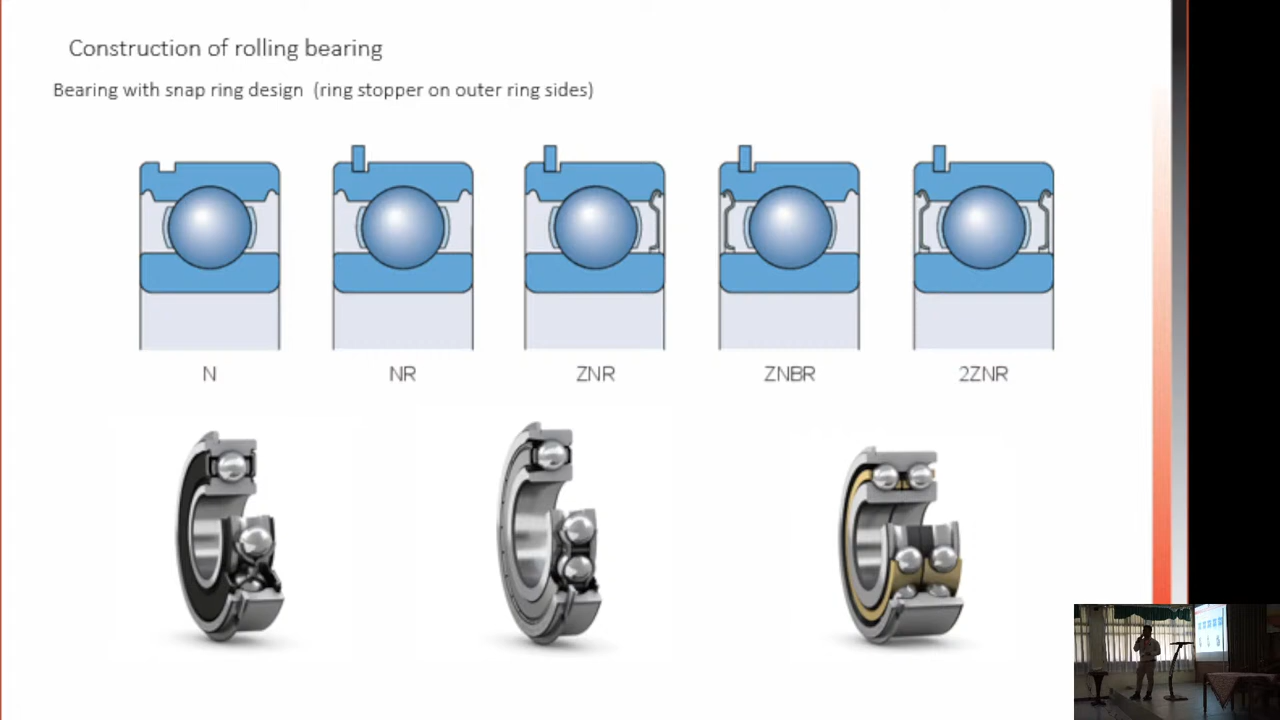 Construction of rolling bearing
Bearing with snap ring design (ring stopper on outer ring sides)
N
NR
ZNR
ZNBR
2ZNR